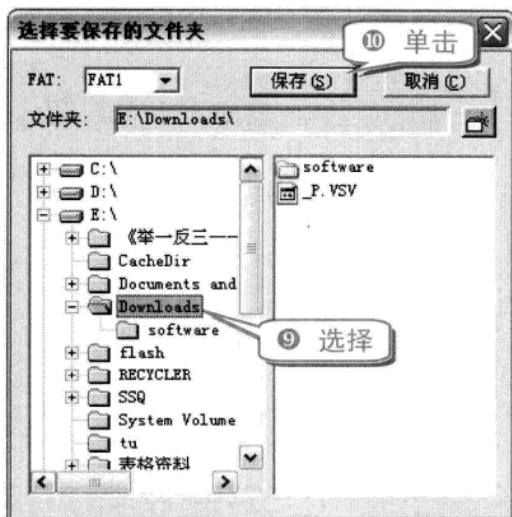 选择要保存的文件夹
❿ 单击
FAT: FAT1 保存(S) 取消(C)
文件夹: E:\Downloads\
C:\
D:\
E:\
《举一反三——
CacheDir
Documents and
Downloads
software
flash
RECYCLER
SSQ
System Volume
tu
表格资料
software
_P.VSV
❾ 选择